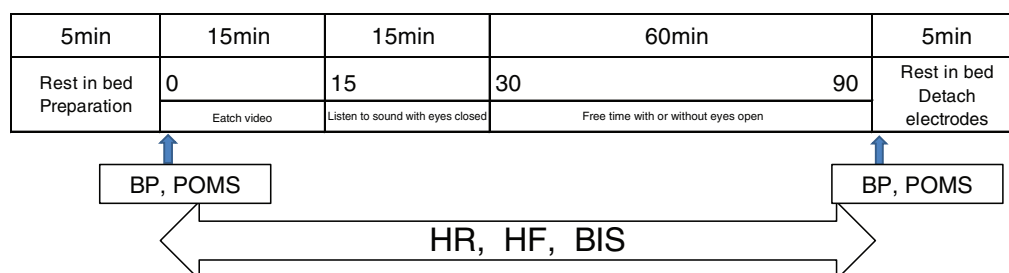 5min 15min 15min 60min 5min
Rest in bed
Preparation
0 15 30 90
Eatch video
Listen to sound with eyes closed
Free time with or without eyes open
Rest in bed
Detach
electrodes
BP, POMS BP, POMS
HR, HF, BIS